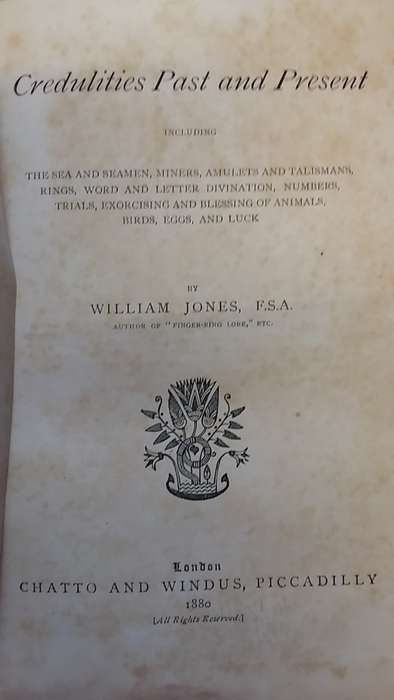 Credulities Past and Present
INCLUDING
THE SEA AND SEAMEN, MINERS, AMULETS AND TALISMANS,
RINGS, WORD AND LETTER DIVINATION, NUMBERS,
TRIALS, EXORCISING AND BLESSING OF ANIMALS,
BIRDS, EGGS, AND LUCK
BY
WILLIAM JONES, F.S.A.
AUTHOR OF "FINGER-RING LORE," ETC.
London
CHATTO AND WINDUS, PICCADILLY
1880
[All Rights Reserved.]